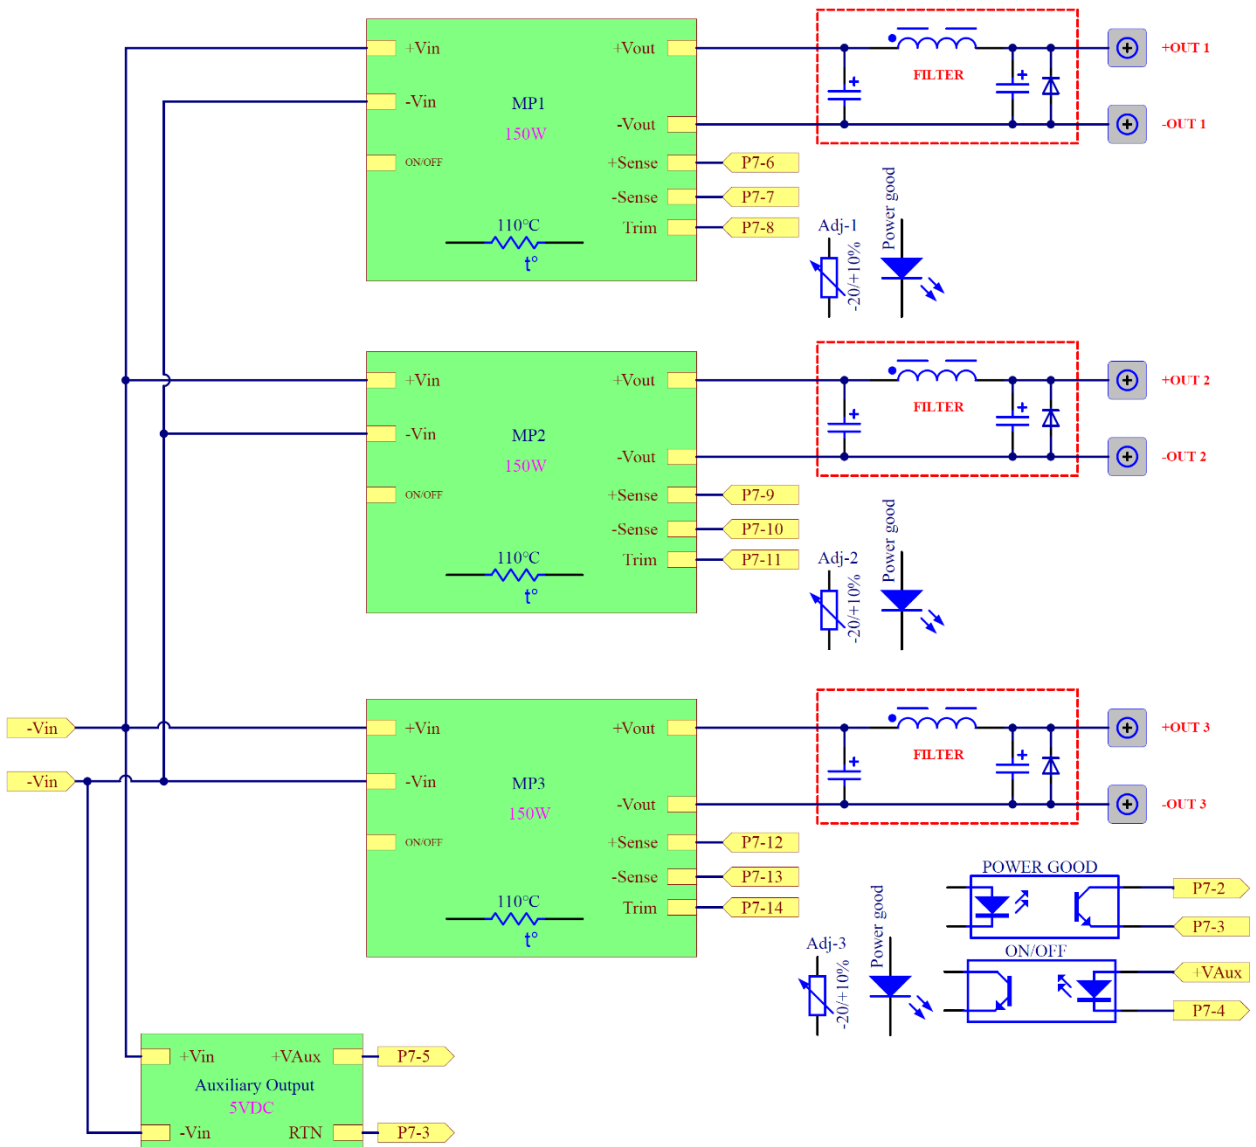 +Vin
+Vout
FILTER
+
+
+OUT 1
-Vin
MP1
150W
-Vout
-OUT 1
ON/OFF
+Sense
P7-6
-Sense
P7-7
Trim
P7-8
110°C
t°
Adj-1
-20/+10%
Power good
+Vin
+Vout
FILTER
+
+
+OUT 2
-Vin
MP2
150W
-Vout
-OUT 2
ON/OFF
+Sense
P7-9
-Sense
P7-10
Trim
P7-11
110°C
t°
Adj-2
-20/+10%
Power good
-Vin
+Vin
+Vout
FILTER
+
+
+OUT 3
-Vin
-Vin
MP3
150W
-Vout
-OUT 3
ON/OFF
+Sense
P7-12
-Sense
P7-13
Trim
P7-14
110°C
t°
Adj-3
-20/+10%
Power good
POWER GOOD
P7-2
P7-3
ON/OFF
+VAux
P7-4
+Vin
+VAux
P7-5
Auxiliary Output
5VDC
-Vin
RTN
P7-3